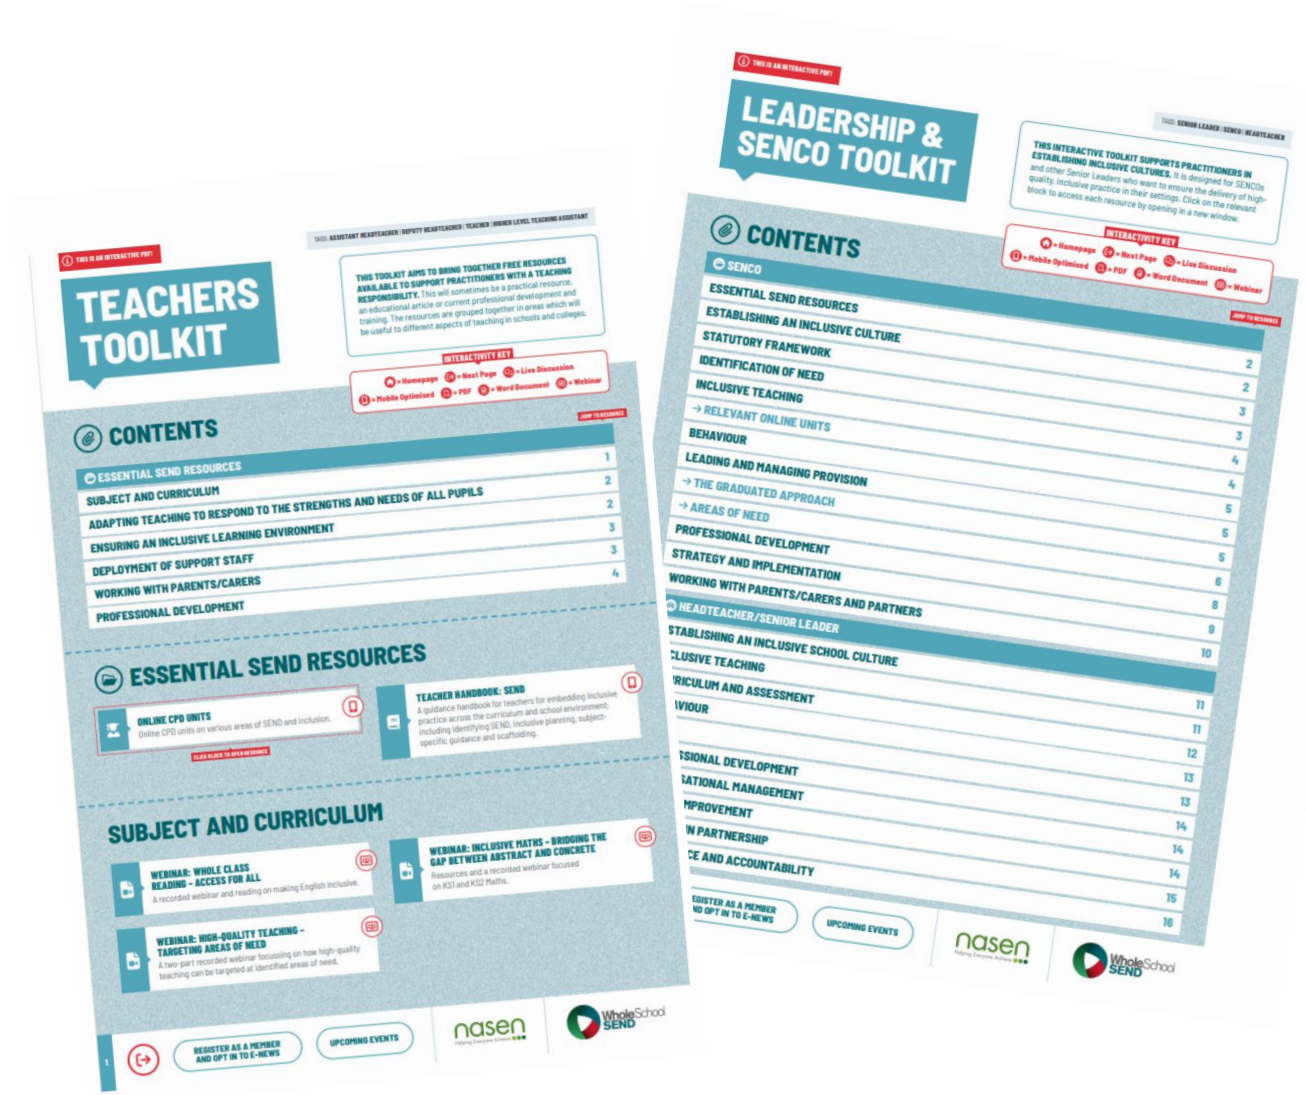 THIS IS AN INTERACTIVE PDF!
TEACHERS
TOOLKIT
TAGS: ASSISTANT HEADTEACHER | DEPUTY HEADTEACHER | TEACHER | HIGHER LEVEL TEACHING ASSISTANT
THIS TOOLKIT AIMS TO BRING TOGETHER FREE RESOURCES
AVAILABLE TO SUPPORT PRACTITIONERS WITH A TEACHING
RESPONSIBILITY. This will sometimes be a practical resource,
an educational article or current professional development and
training. The resources are grouped together in areas which will
be useful to different aspects of teaching in schools and colleges.
INTERACTIVITY KEY
= Homepage = Next Page = Live Discussion
= Mobile Optimised = PDF = Word Document = Webinar
JUMP TO RESOURCE
CONTENTS
ESSENTIAL SEND RESOURCES
SUBJECT AND CURRICULUM 1
ADAPTING TEACHING TO RESPOND TO THE STRENGTHS AND NEEDS OF ALL PUPILS 2
ENSURING AN INCLUSIVE LEARNING ENVIRONMENT 2
DEPLOYMENT OF SUPPORT STAFF 3
WORKING WITH PARENTS/CARERS 3
PROFESSIONAL DEVELOPMENT 4
ESSENTIAL SEND RESOURCES
ONLINE CPD UNITS
Online CPD units on various areas of SEND and inclusion.
CLICK BLOCK TO OPEN RESOURCE
TEACHER HANDBOOK: SEND
A guidance handbook for teachers for embedding inclusive
practice across the curriculum and school environment;
including identifying SEND, inclusive planning, subject-
specific guidance and scaffolding.
SUBJECT AND CURRICULUM
WEBINAR: WHOLE CLASS
READING – ACCESS FOR ALL
A recorded webinar and reading on making English inclusive.
WEBINAR: INCLUSIVE MATHS – BRIDGING THE
GAP BETWEEN ABSTRACT AND CONCRETE
Resources and a recorded webinar focused
on KS1 and KS2 Maths.
WEBINAR: HIGH-QUALITY TEACHING –
TARGETING AREAS OF NEED
A two-part recorded webinar focussing on how high-quality
teaching can be targeted at identified areas of need.
1
REGISTER AS A MEMBER
AND OPT IN TO E-NEWS
UPCOMING EVENTS
nasen
Helping Everyone Achieve
WholeSchool
SEND
THIS IS AN INTERACTIVE PDF!
LEADERSHIP &
SENCO TOOLKIT
TAGS: SENIOR LEADER | SENCO | HEADTEACHER
THIS INTERACTIVE TOOLKIT SUPPORTS PRACTITIONERS IN
ESTABLISHING INCLUSIVE CULTURES. It is designed for SENCOs
and other Senior Leaders who want to ensure the delivery of high-
quality, inclusive practice in their settings. Click on the relevant
block to access each resource by opening in a new window.
INTERACTIVITY KEY
= Homepage = Next Page = Live Discussion
= Mobile Optimised = PDF = Word Document = Webinar
JUMP TO RESOURCE
CONTENTS
SENCO
ESSENTIAL SEND RESOURCES 2
ESTABLISHING AN INCLUSIVE CULTURE 2
STATUTORY FRAMEWORK 3
IDENTIFICATION OF NEED 3
INCLUSIVE TEACHING 4
→ RELEVANT ONLINE UNITS 4
BEHAVIOUR 5
LEADING AND MANAGING PROVISION 5
→ THE GRADUATED APPROACH 5
→ AREAS OF NEED 6
PROFESSIONAL DEVELOPMENT 8
STRATEGY AND IMPLEMENTATION 9
WORKING WITH PARENTS/CARERS AND PARTNERS 10
HEADTEACHER/SENIOR LEADER
STABLISHING AN INCLUSIVE SCHOOL CULTURE 11
CLUSIVE TEACHING 11
RRICULUM AND ASSESSMENT 12
AVIOUR 13
13
SSIONAL DEVELOPMENT 14
SATIONAL MANAGEMENT 14
MPROVEMENT 14
IN PARTNERSHIP 15
CE AND ACCOUNTABILITY 16
EGISTER AS A MEMBER
ND OPT IN TO E-NEWS
UPCOMING EVENTS
nasen
Helping Everyone Achieve
WholeSchool
SEND